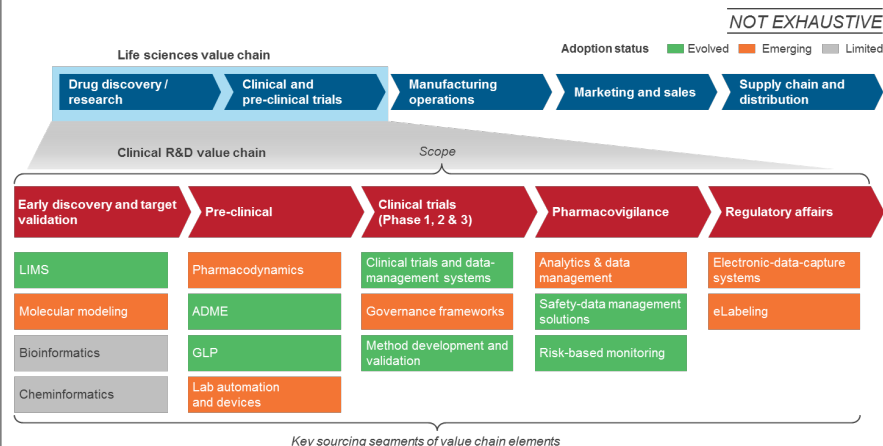 NOT EXHAUSTIVE
Life sciences value chain
Adoption status
Evolved
Emerging
Limited
Drug discovery /
research
Clinical and
pre-clinical trials
Manufacturing
operations
Marketing and sales
Supply chain and
distribution
Clinical R&D value chain
Scope
Early discovery and target
validation
Pre-clinical
Clinical trials
(Phase 1, 2 & 3)
Pharmacovigilance
Regulatory affairs
LIMS
Molecular modeling
Bioinformatics
Cheminformatics
Pharmacodynamics
ADME
GLP
Lab automation
and devices
Clinical trials and data-
management systems
Governance frameworks
Method development and
validation
Analytics & data
management
Safety-data management
solutions
Risk-based monitoring
Electronic-data-capture
systems
eLabeling
Key sourcing segments of value chain elements